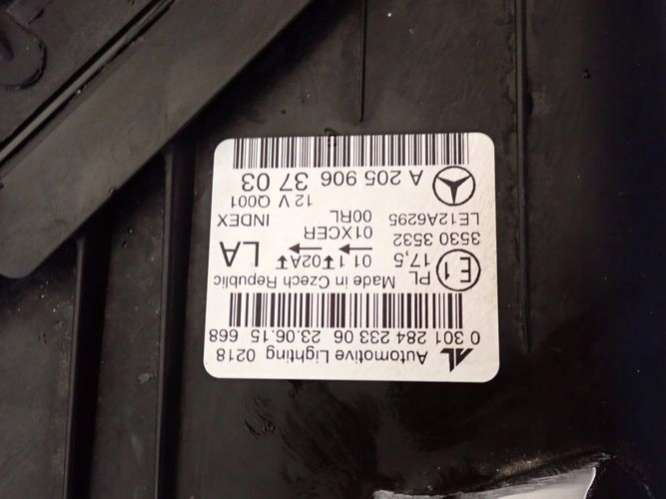 AL Automotive Lighting 0218
0 301 284 233 06 23.06.15 668
Made in Czech Republic
E1 PL 01 1 02A LA
17,5
3530 3532 01XCER
LE12A6295 00RL INDEX
12 V Q001
A 205 906 37 03